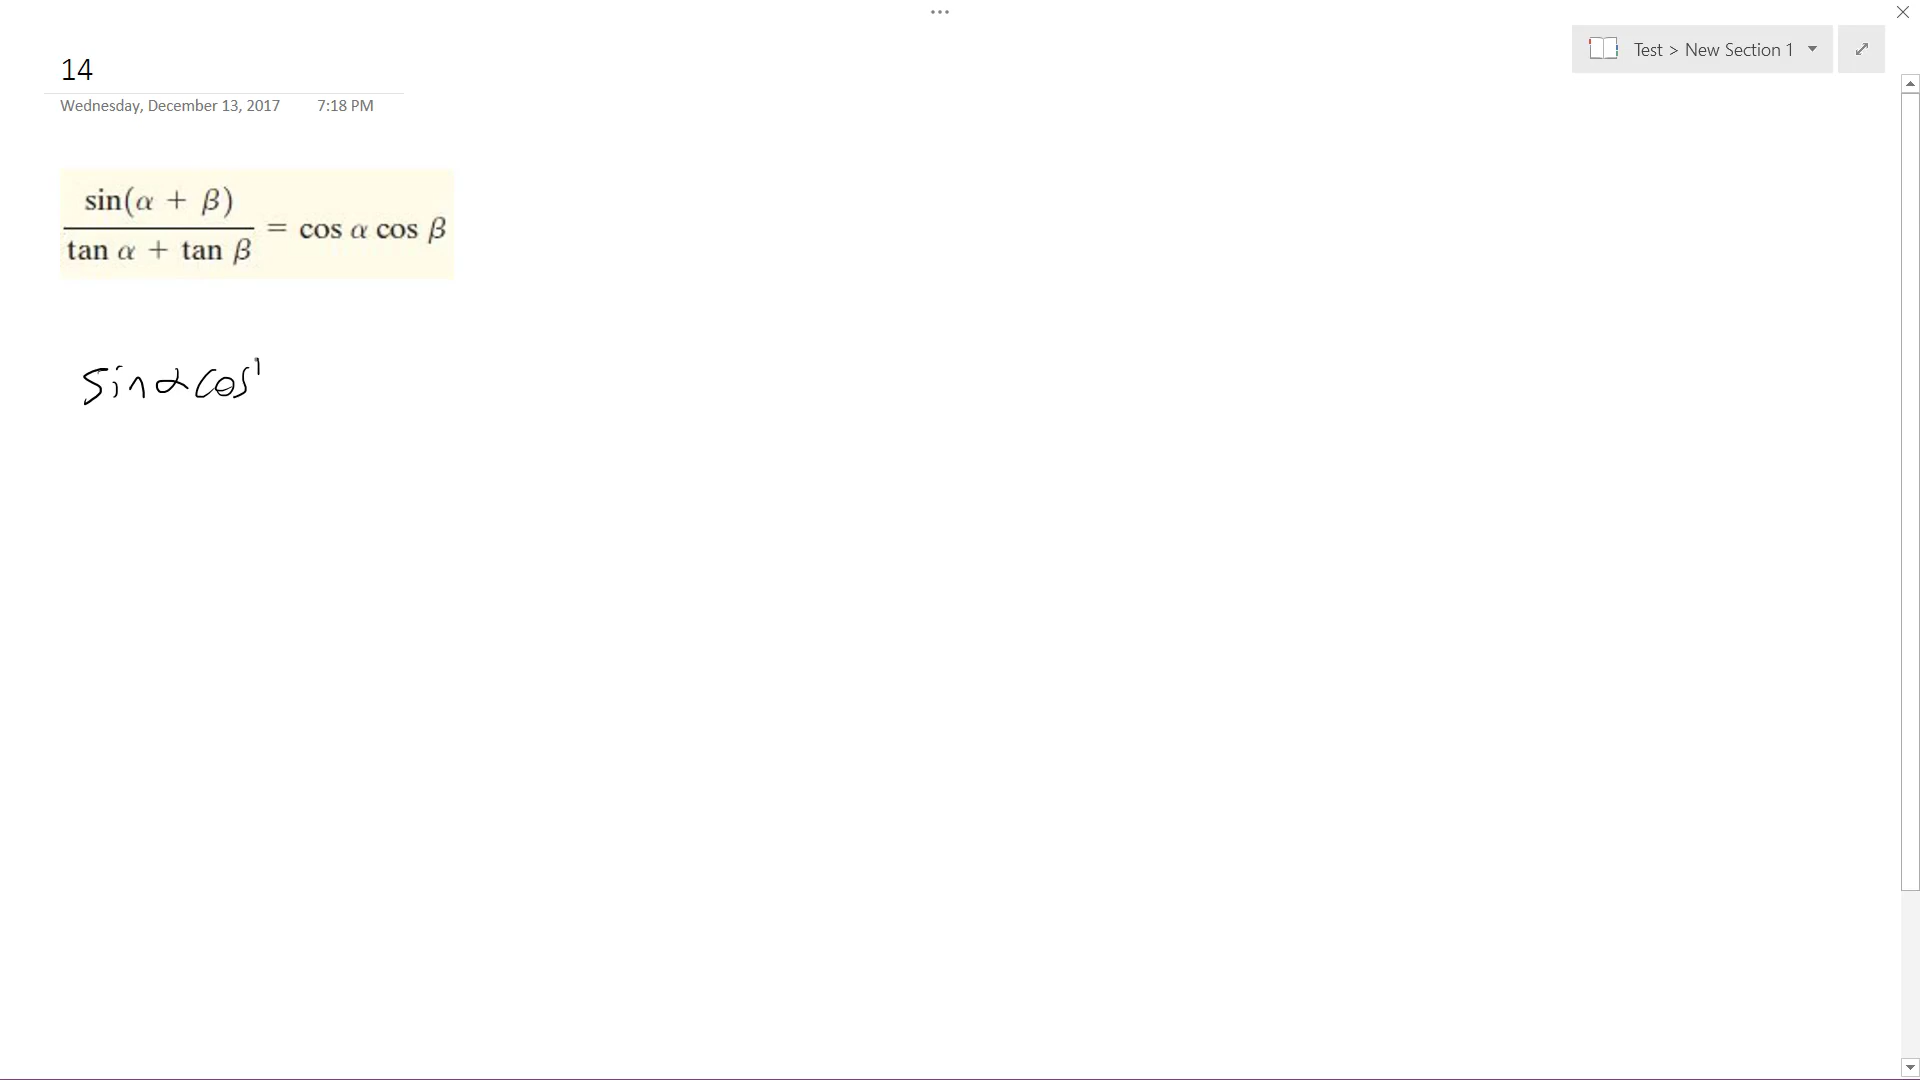 Test > New Section 1
14
Wednesday, December 13, 2017 7:18 PM
sin(α + β)
tan α + tan β
= cos α cos β
sinαcos